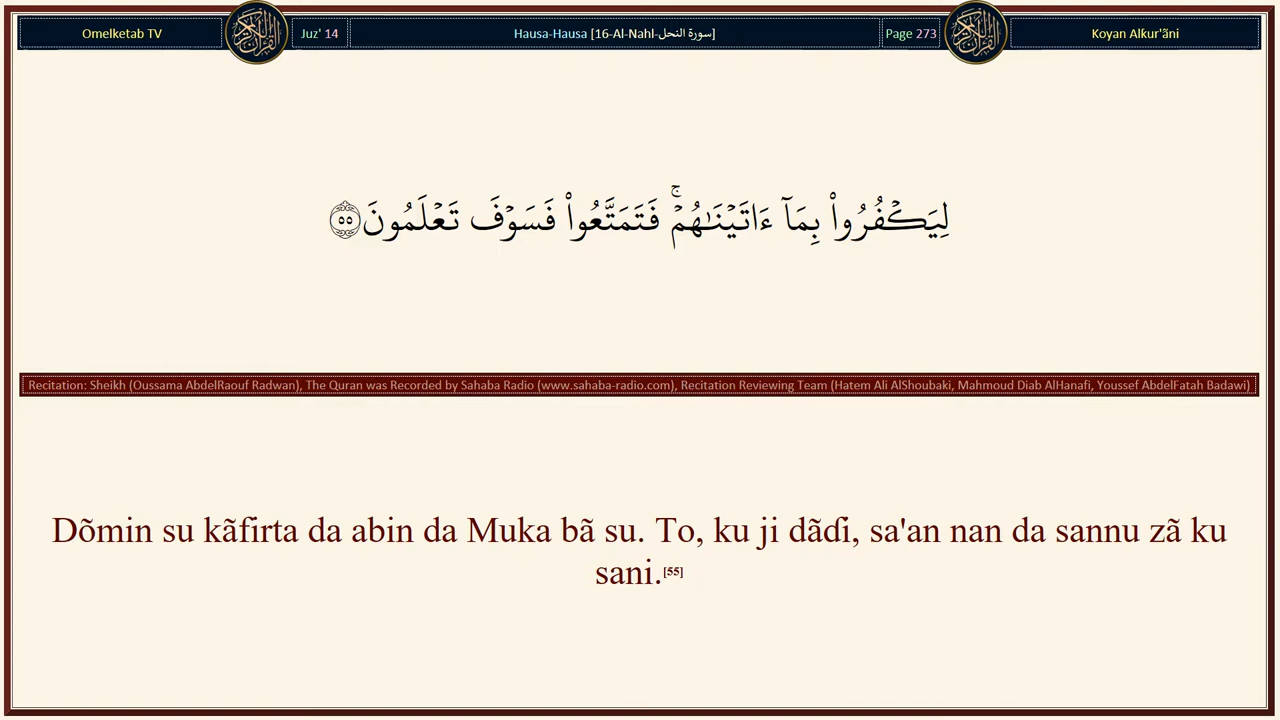 Omelketab TV
Juz' 14
Hausa-Hausa [16-Al-Nahl-سورة النحل]
Page 273
Koyan Alƙur'ãni
لِيَكۡفُرُواْ بِمَآ ءَاتَيۡنَٰهُمۡۚ فَتَمَتَّعُواْ فَسَوۡفَ تَعۡلَمُونَ ٥٥
Recitation: Sheikh (Oussama AbdelRaouf Radwan), The Quran was Recorded by Sahaba Radio (www.sahaba-radio.com), Recitation Reviewing Team (Hatem Ali AlShoubaki, Mahmoud Diab AlHanafi, Youssef AbdelFatah Badawi)
Dõmin su kãfirta da abin da Muka bã su. To, ku ji dãɗi, sa'an nan da sannu zã ku
sani.[55]